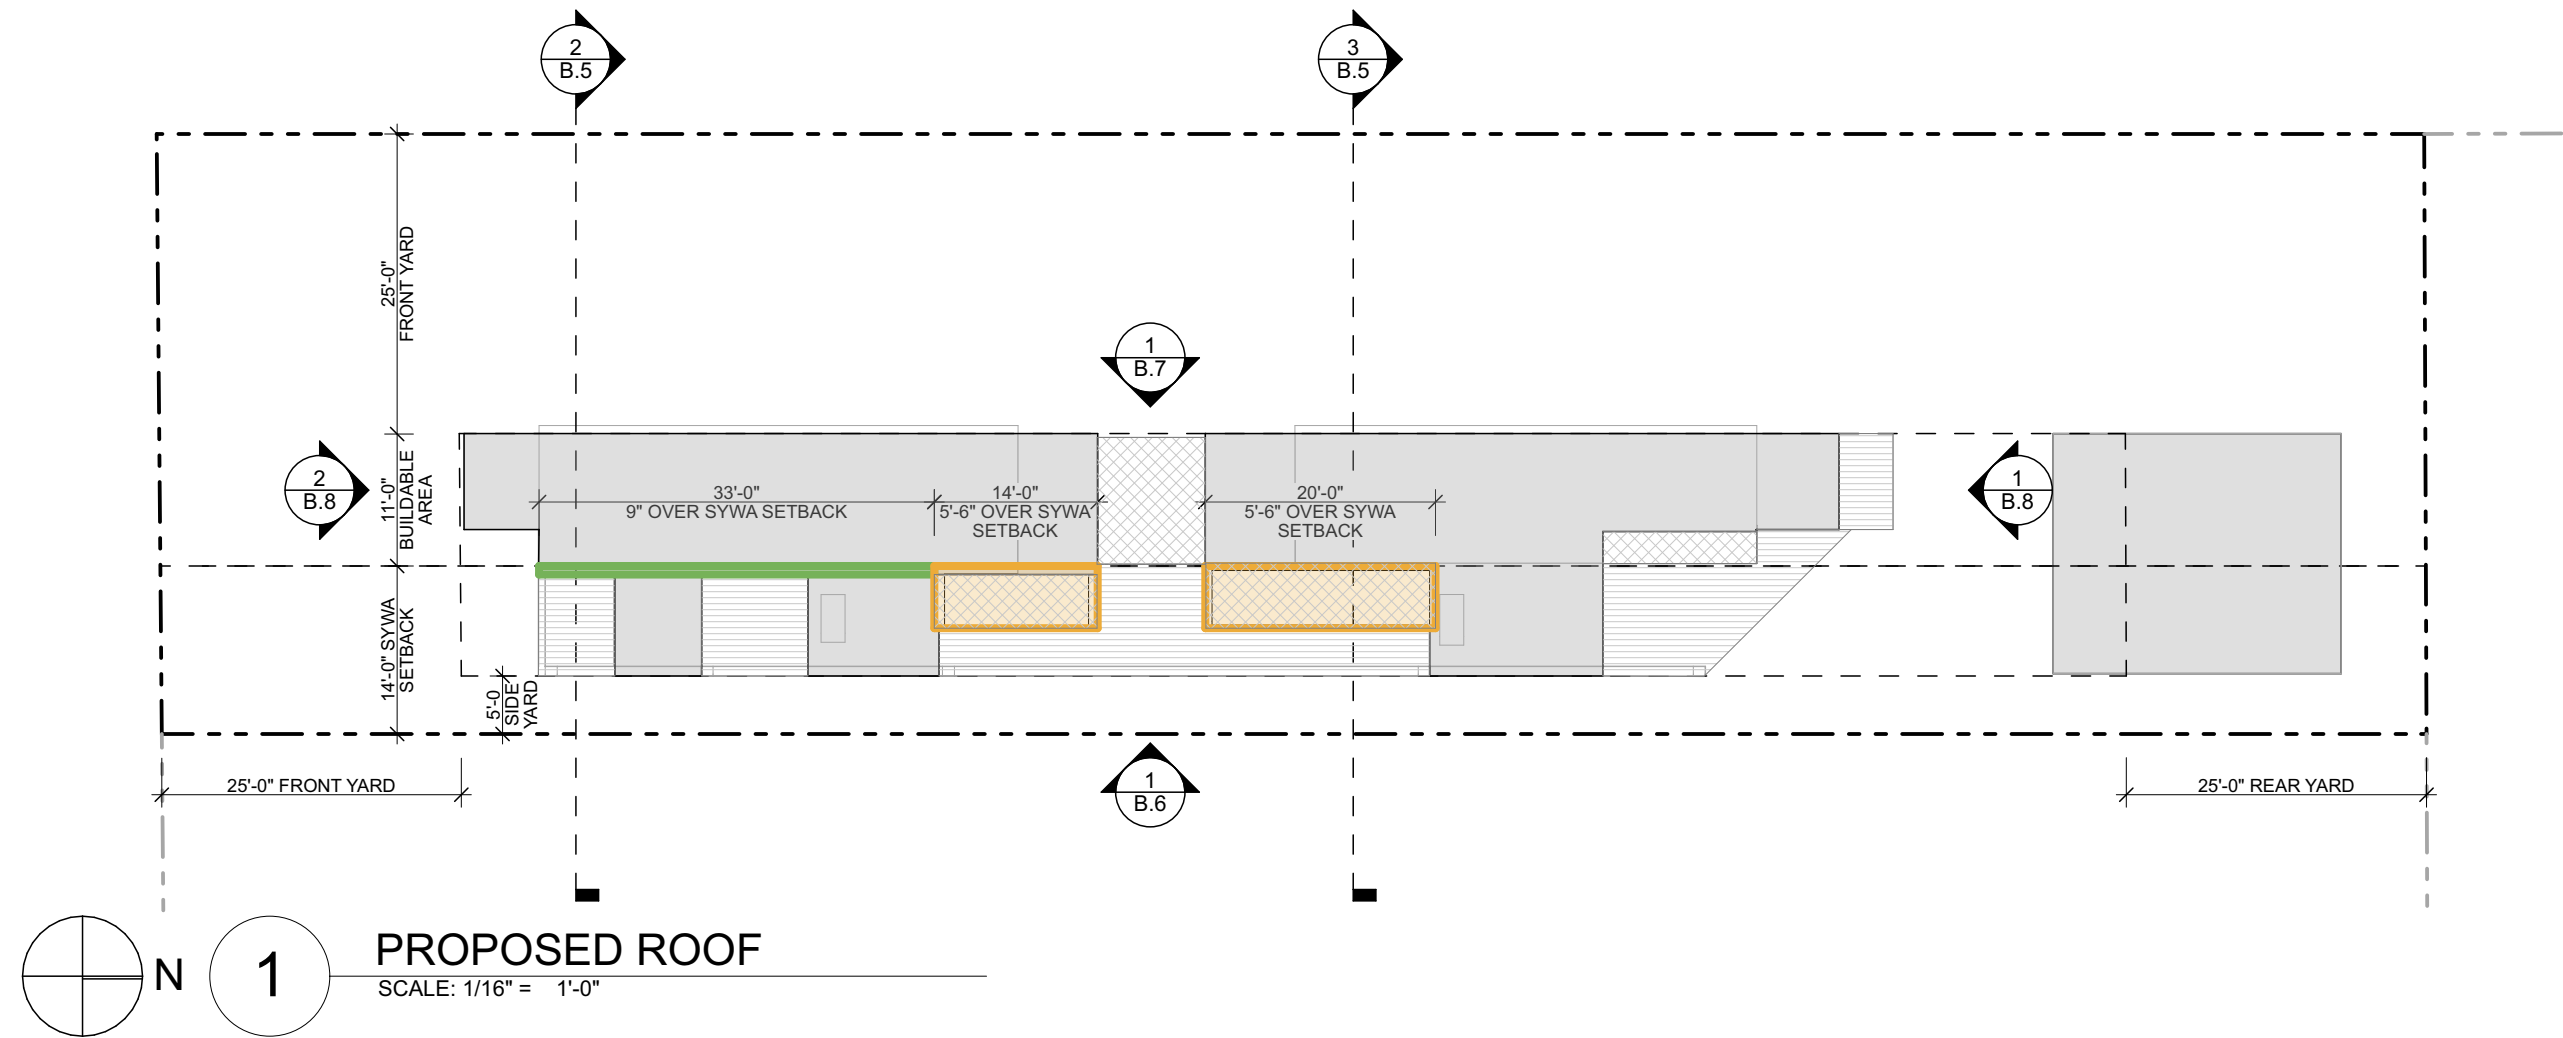 2
B.5
3
B.5
25'-0"
FRONT YARD
1
B.7
2
B.8
11'-0"
BUILDABLE
AREA
33'-0"
9" OVER SYWA SETBACK
14'-0"
5'-6" OVER SYWA
SETBACK
20'-0"
5'-6" OVER SYWA
SETBACK
1
B.8
14'-0" SYWA
SETBACK
5'-0
SIDE
YARD
25'-0" FRONT YARD
1
B.6
25'-0" REAR YARD
N
1
PROPOSED ROOF
SCALE: 1/16" = 1'-0"